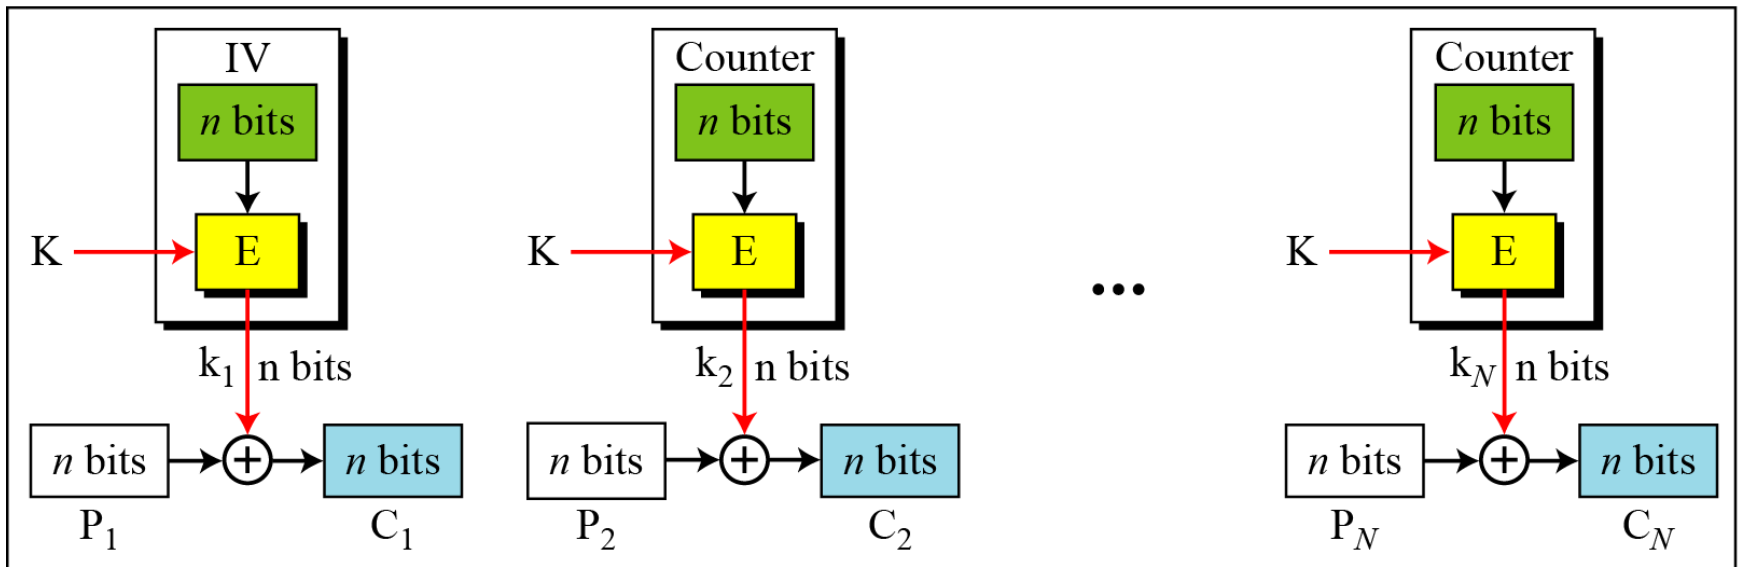 IV Counter Counter
n bits n bits n bits
K E K E K E
...
k1 n bits k2 n bits kN n bits
n bits + n bits n bits + n bits n bits + n bits
P1 C1 P2 C2 PN CN